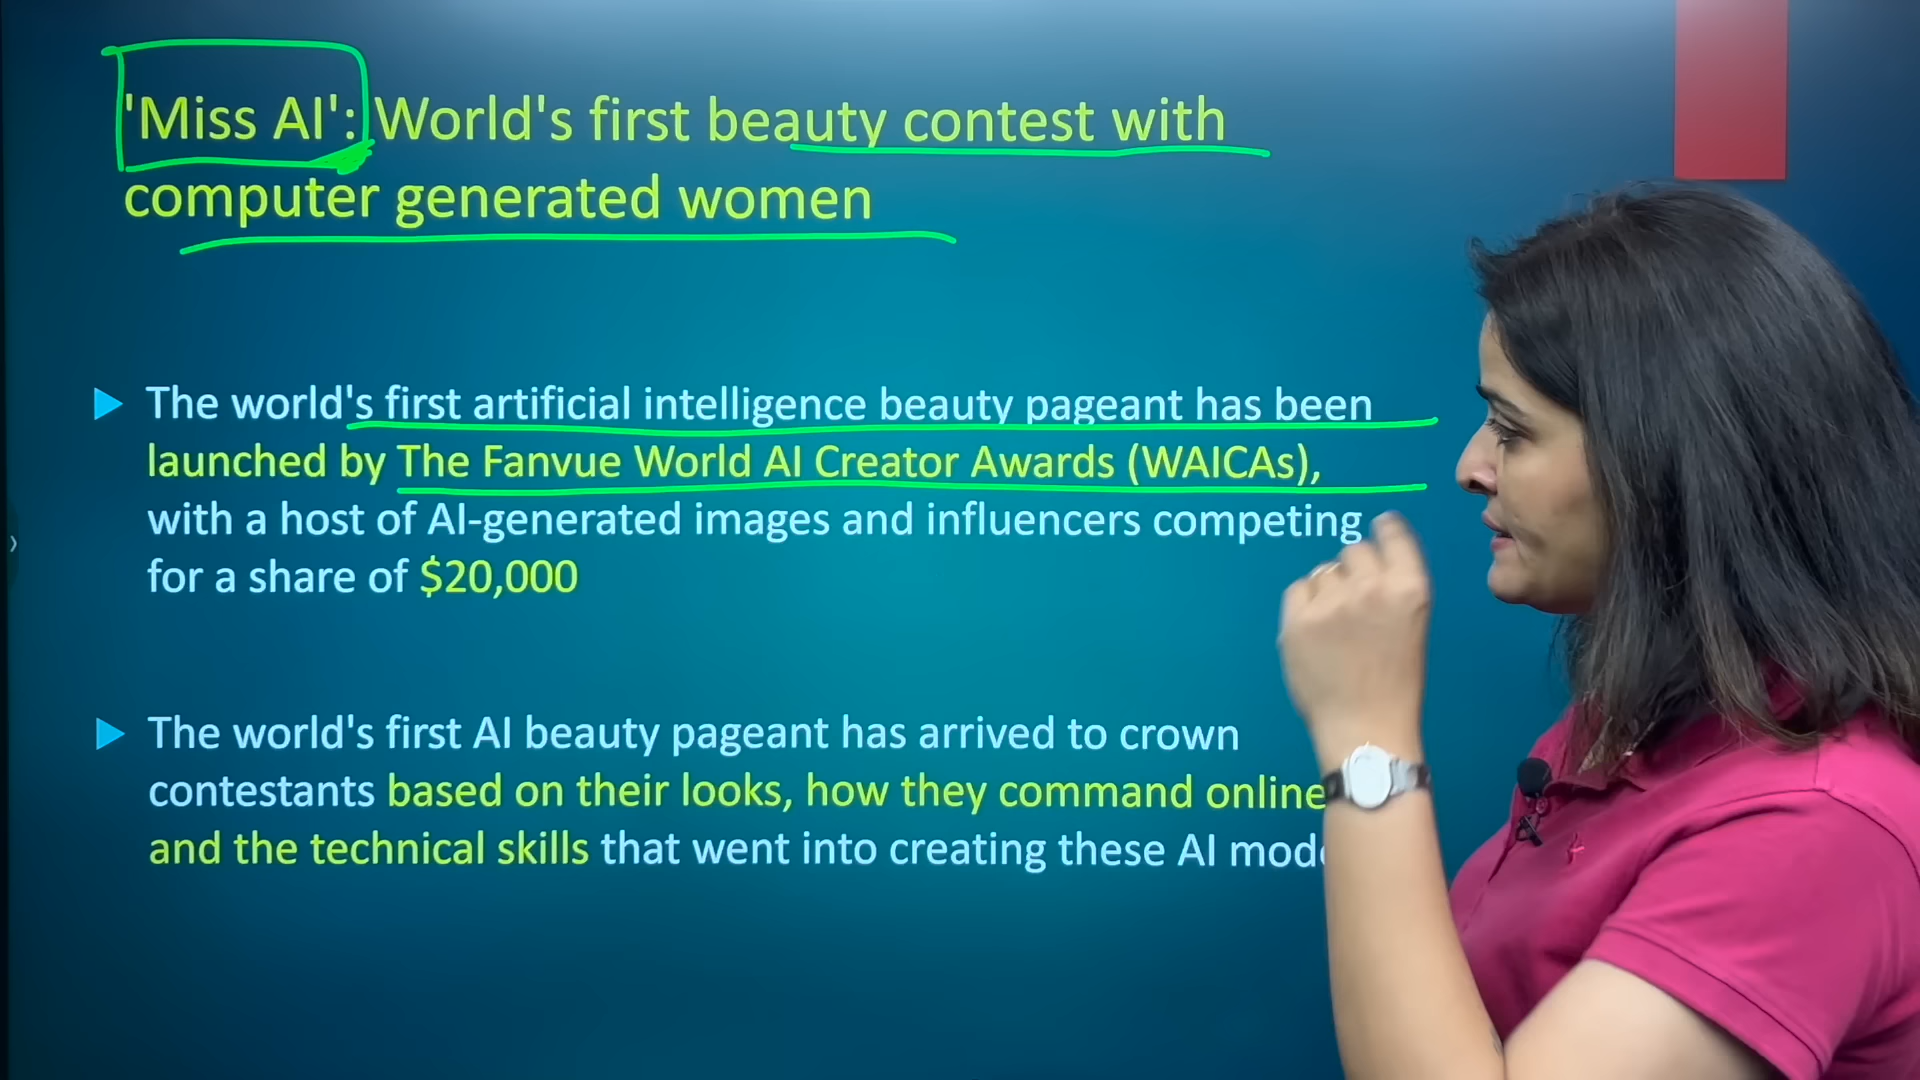 'Miss AI': World's first beauty contest with
computer generated women
The world's first artificial intelligence beauty pageant has been
launched by The Fanvue World AI Creator Awards (WAICAs),
with a host of AI-generated images and influencers competing
for a share of $20,000
The world's first AI beauty pageant has arrived to crown
contestants based on their looks, how they command online
and the technical skills that went into creating these AI